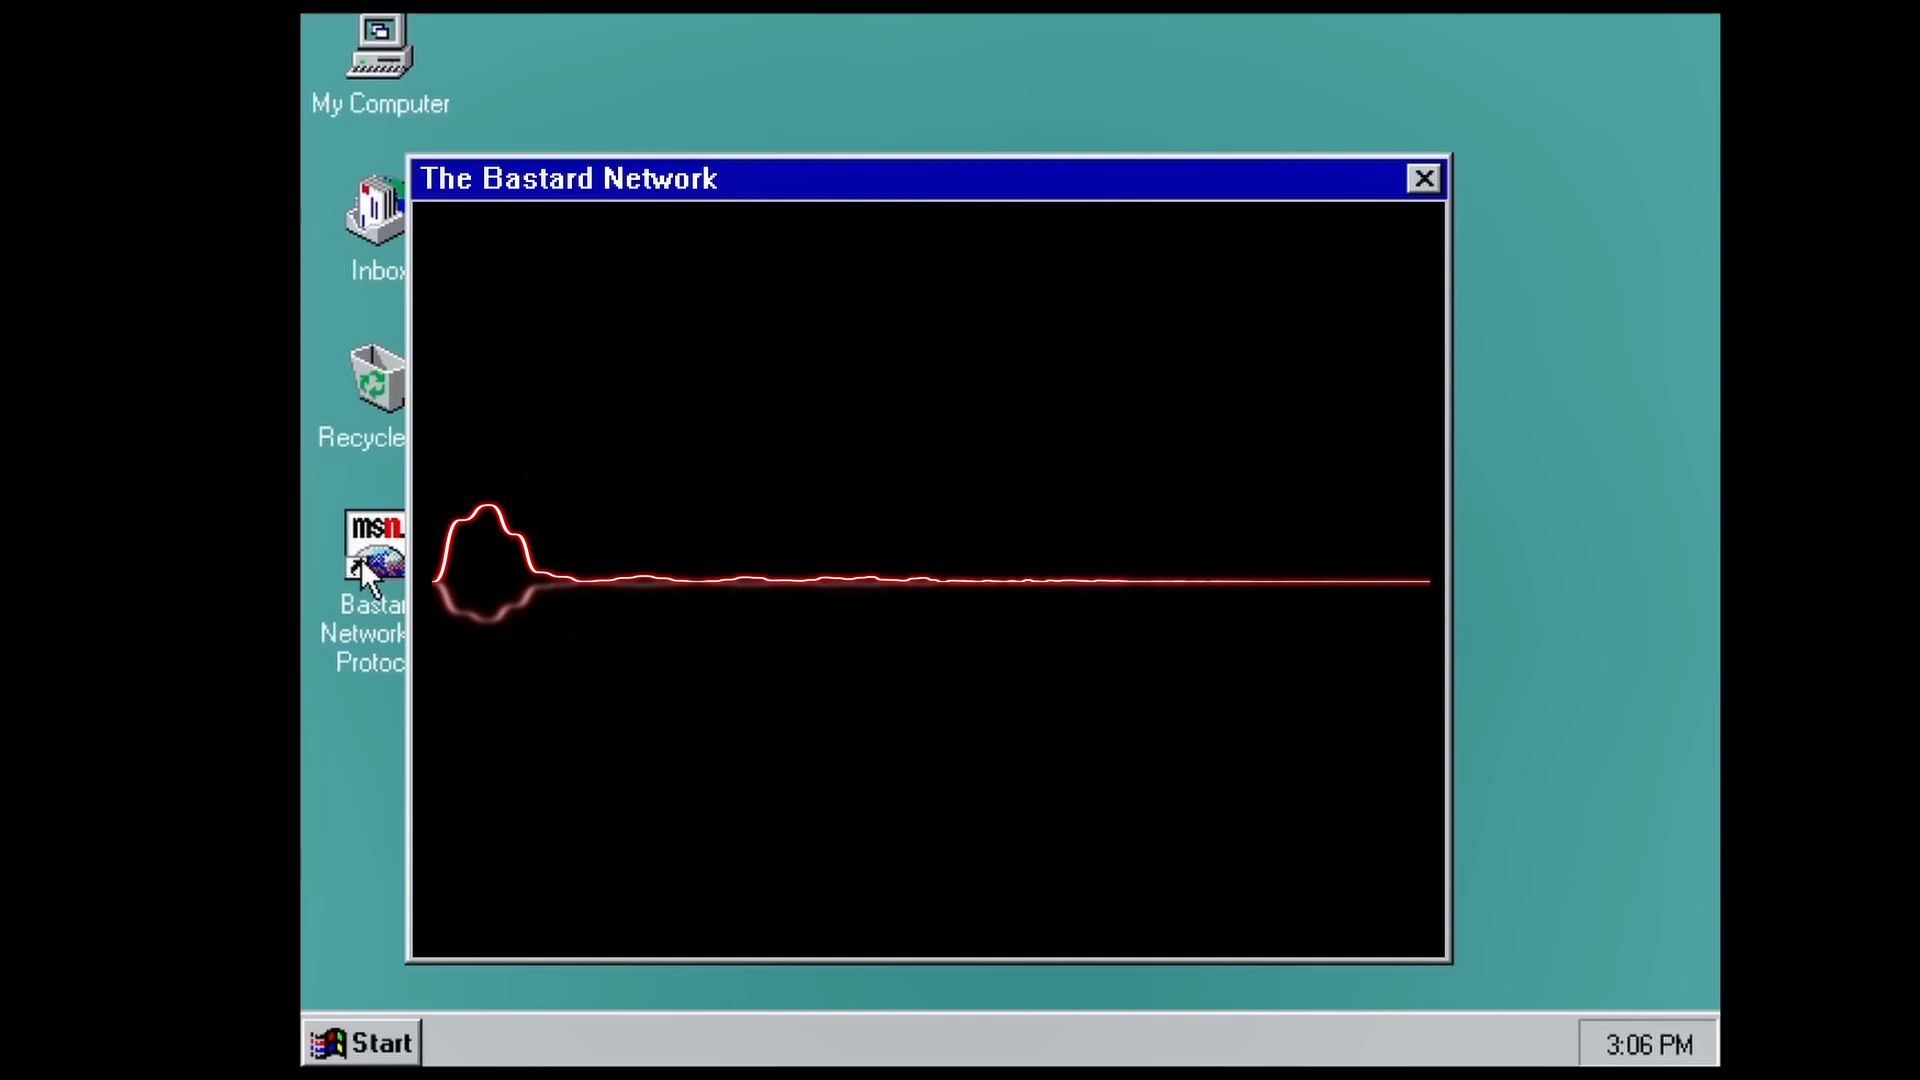 My Computer
The Bastard Network
Inbox
Recycle
msn.
Bastar
Network
Protoc
Start
3:06 PM